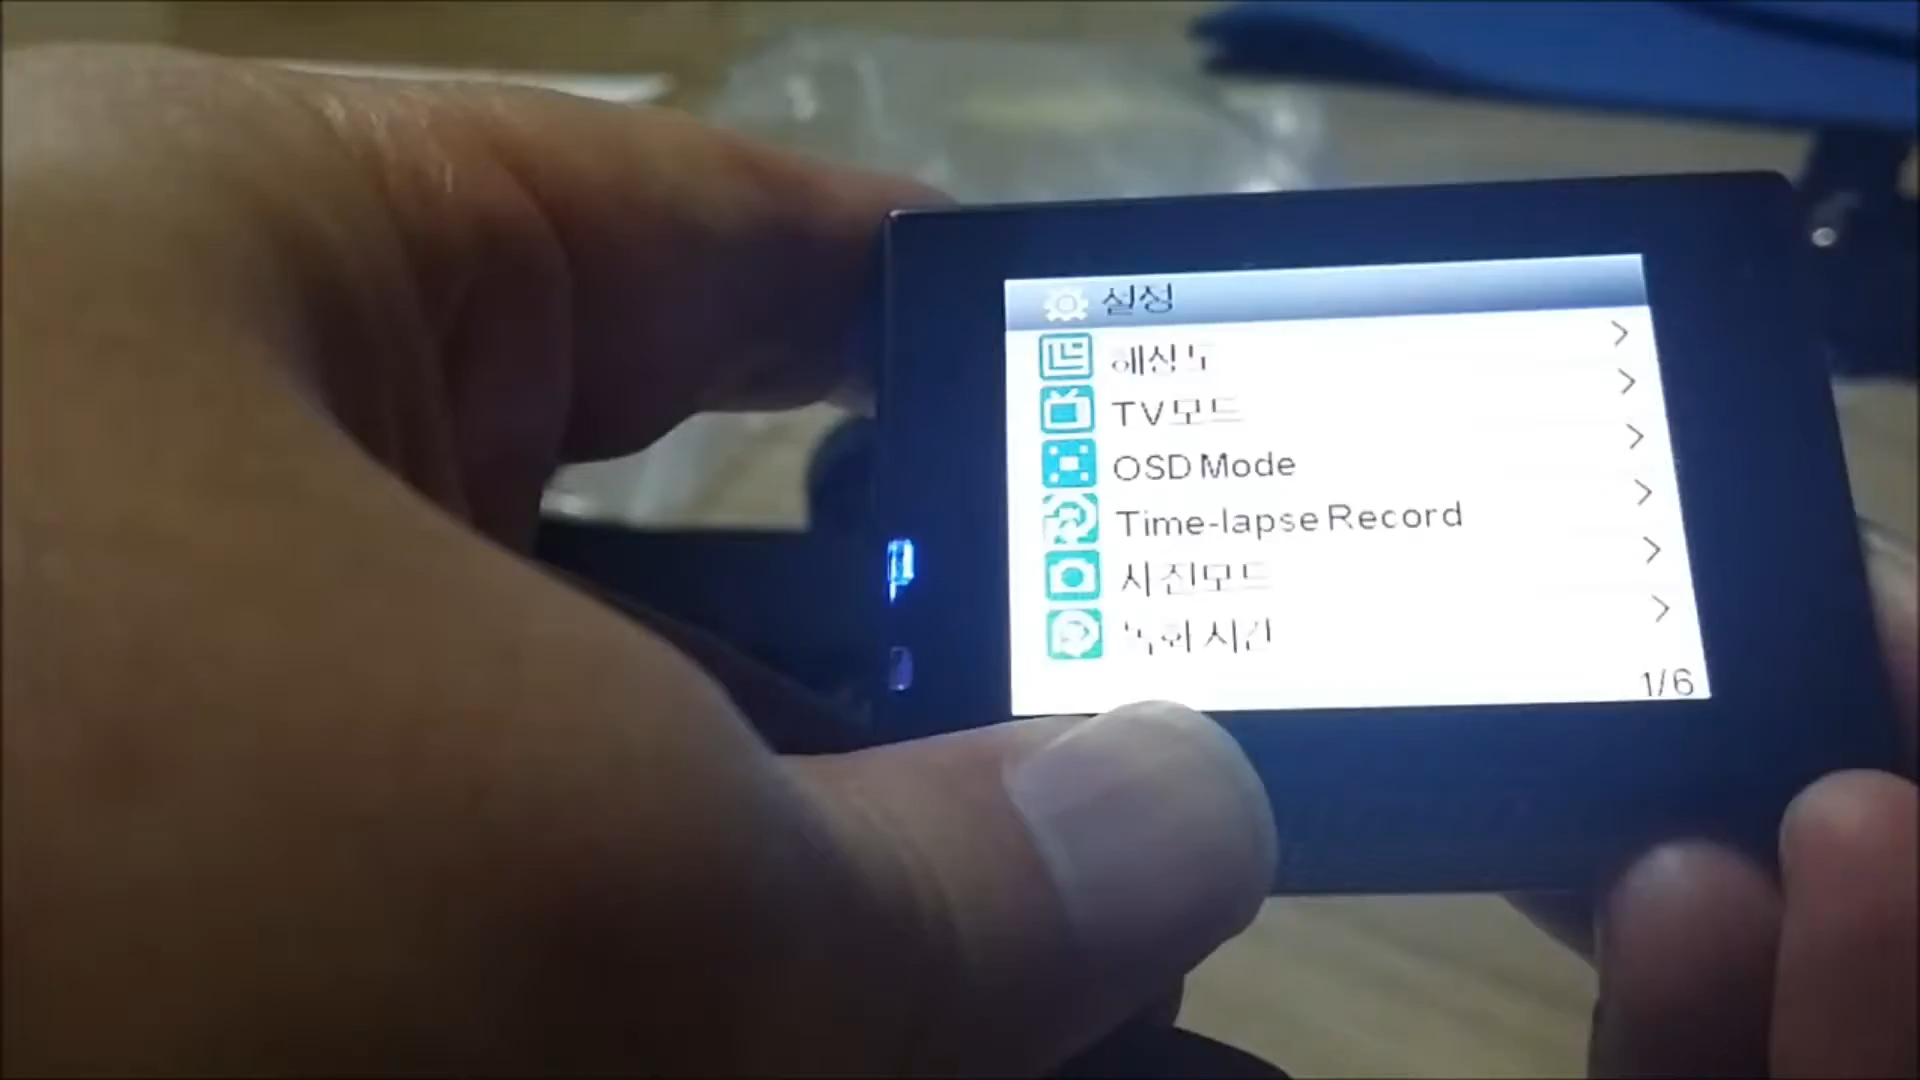 설성
해상도
TV모드
OSD Mode
Time-lapse Record
사진모드
녹화 시간
1/6